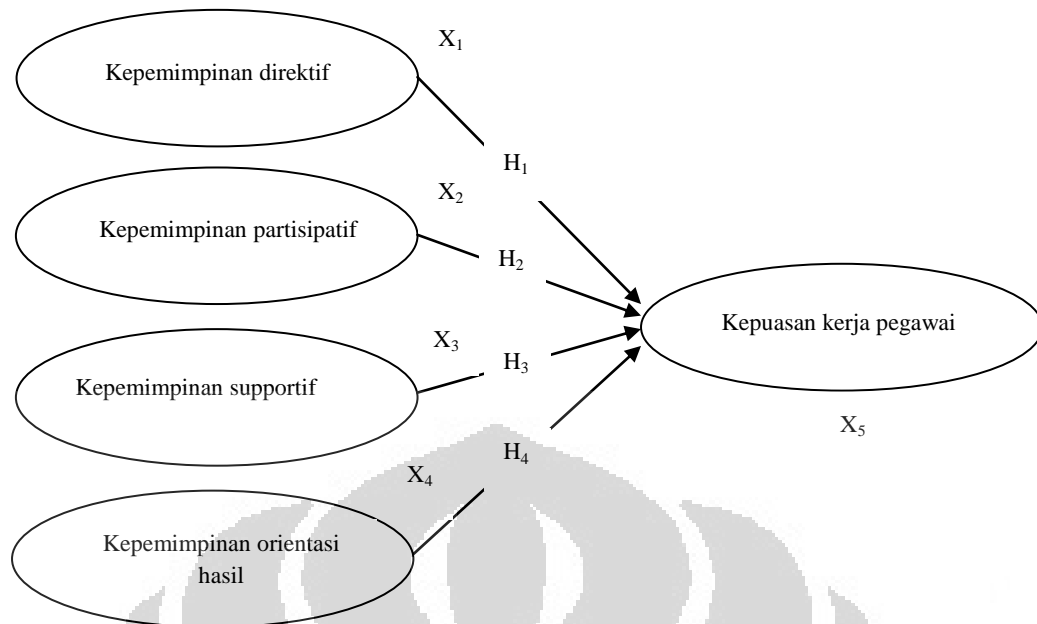 X₁
Kepemimpinan direktif
H₁
X₂
Kepemimpinan partisipatif
H₂
Kepuasan kerja pegawai
X₃
H₃
Kepemimpinan supportif
X₅
H₄
X₄
Kepemimpinan orientasi
hasil